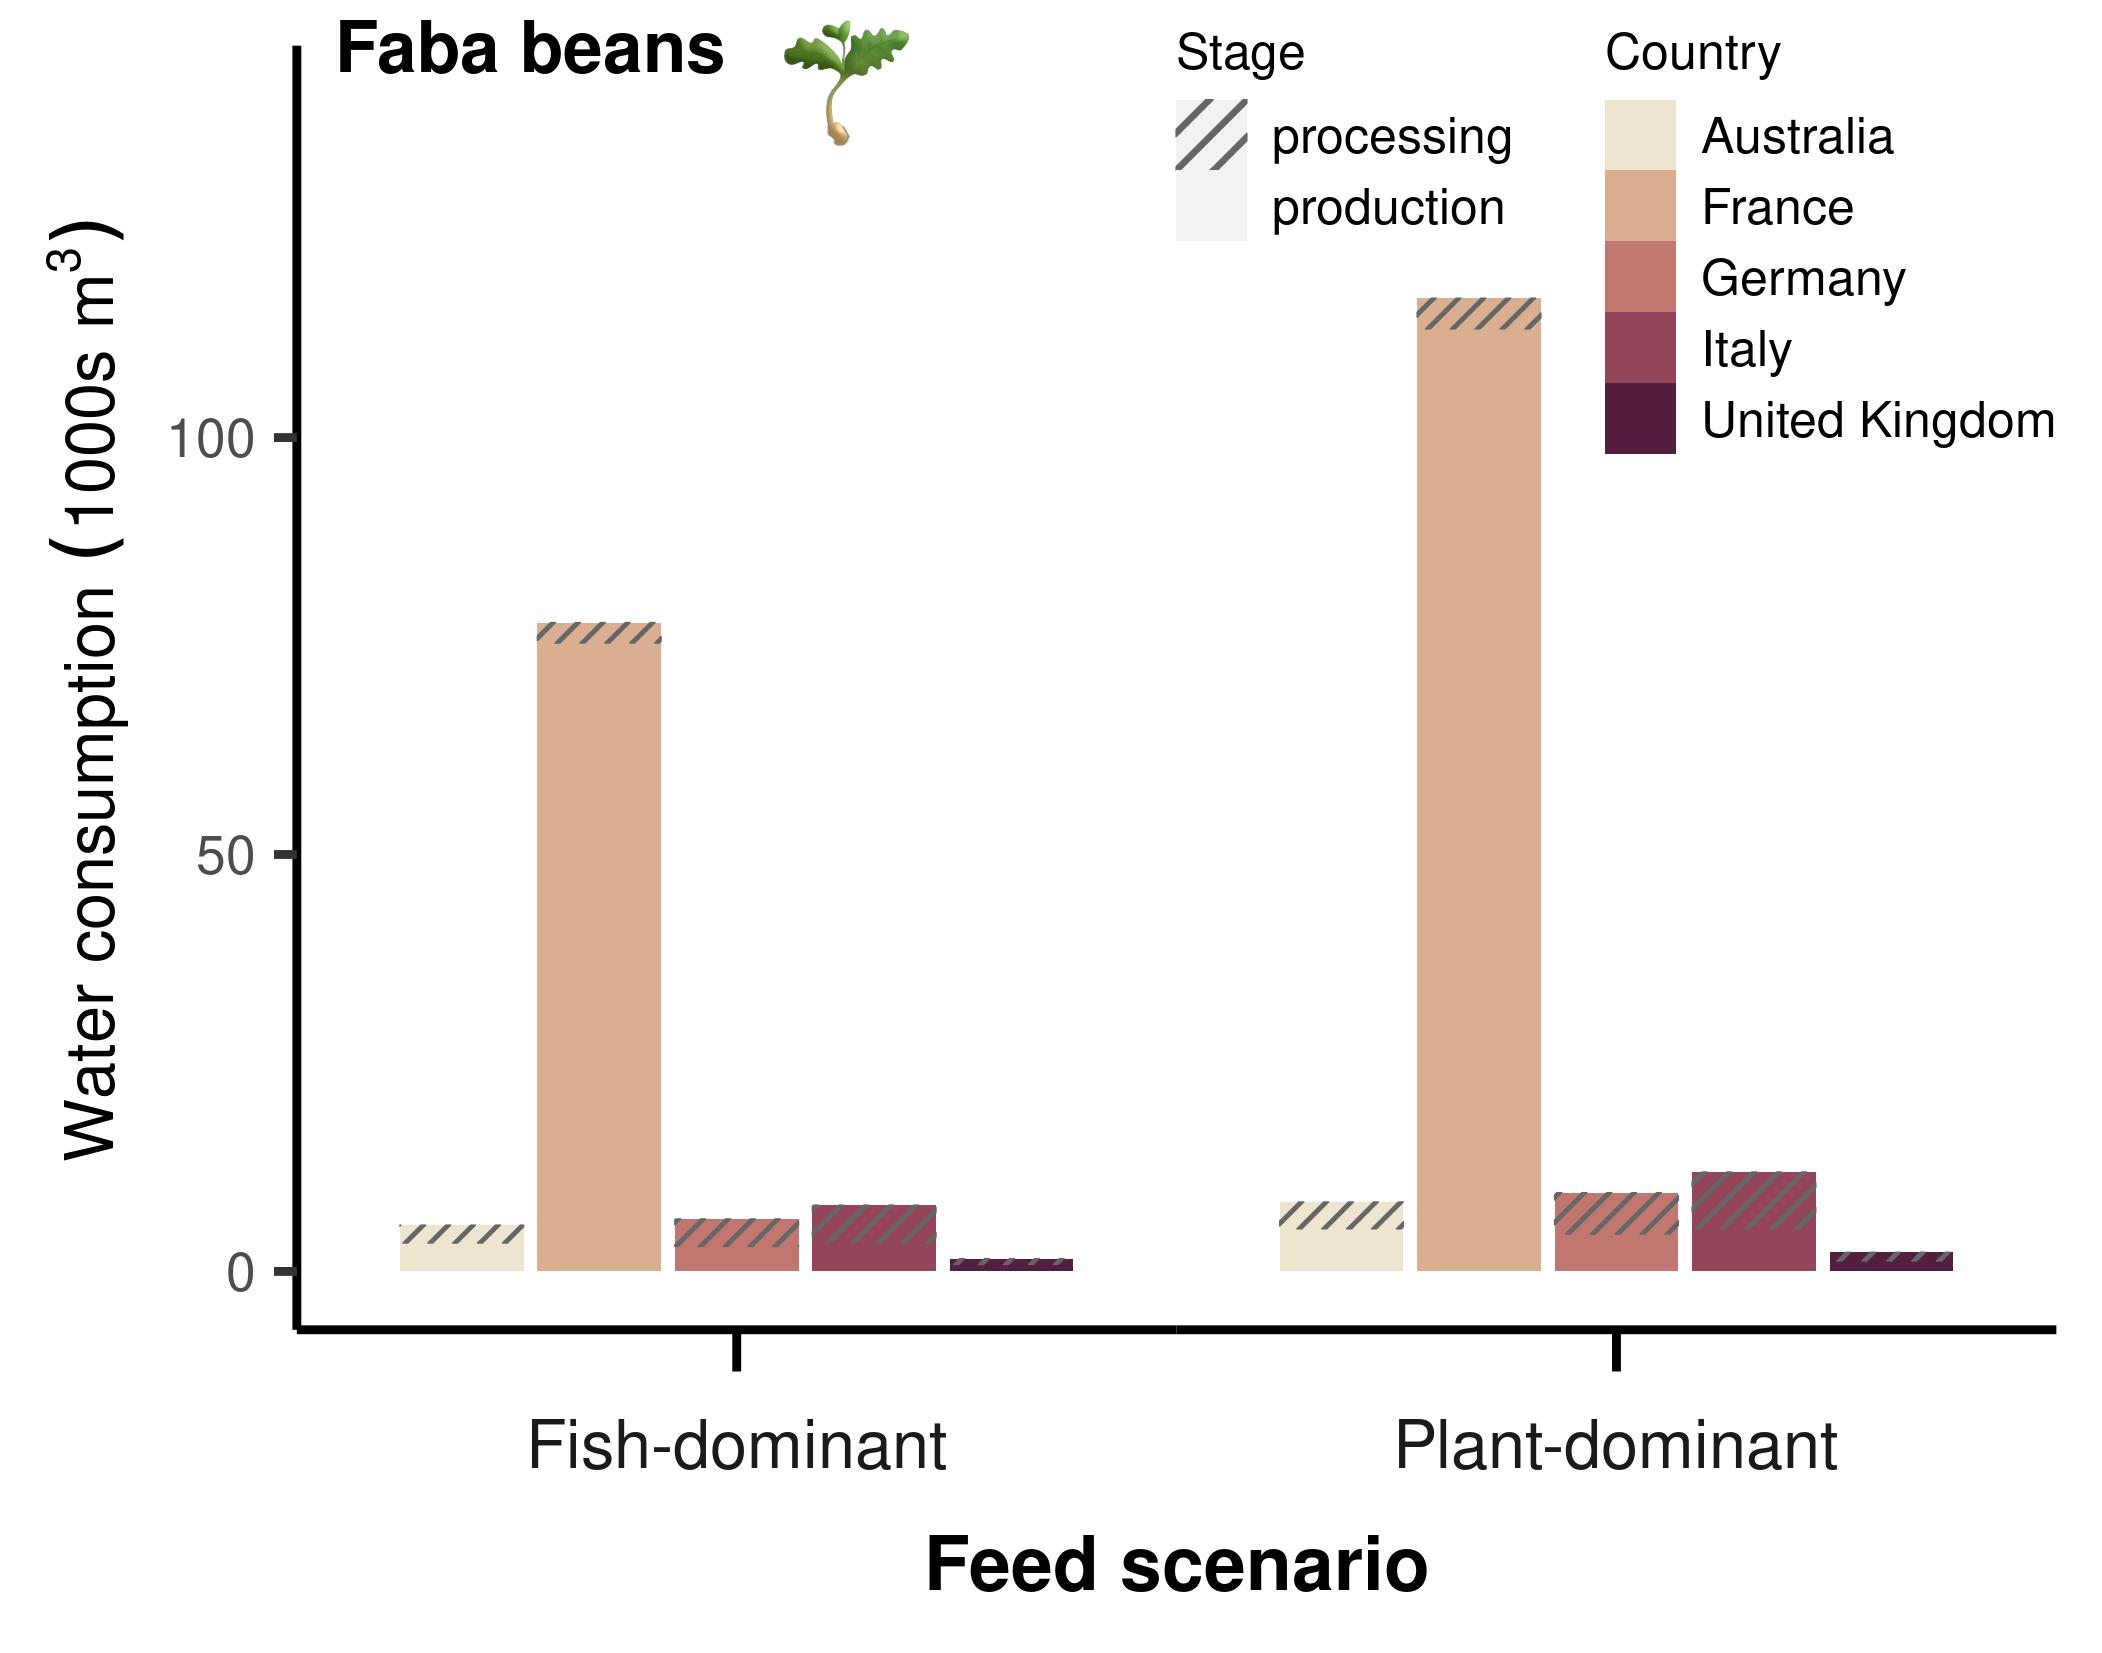 Faba beans
Stage
processing
production
Country
Australia
France
Germany
Italy
United Kingdom
Water consumption (1000s m³)
100
50
0
Fish-dominant
Plant-dominant
Feed scenario